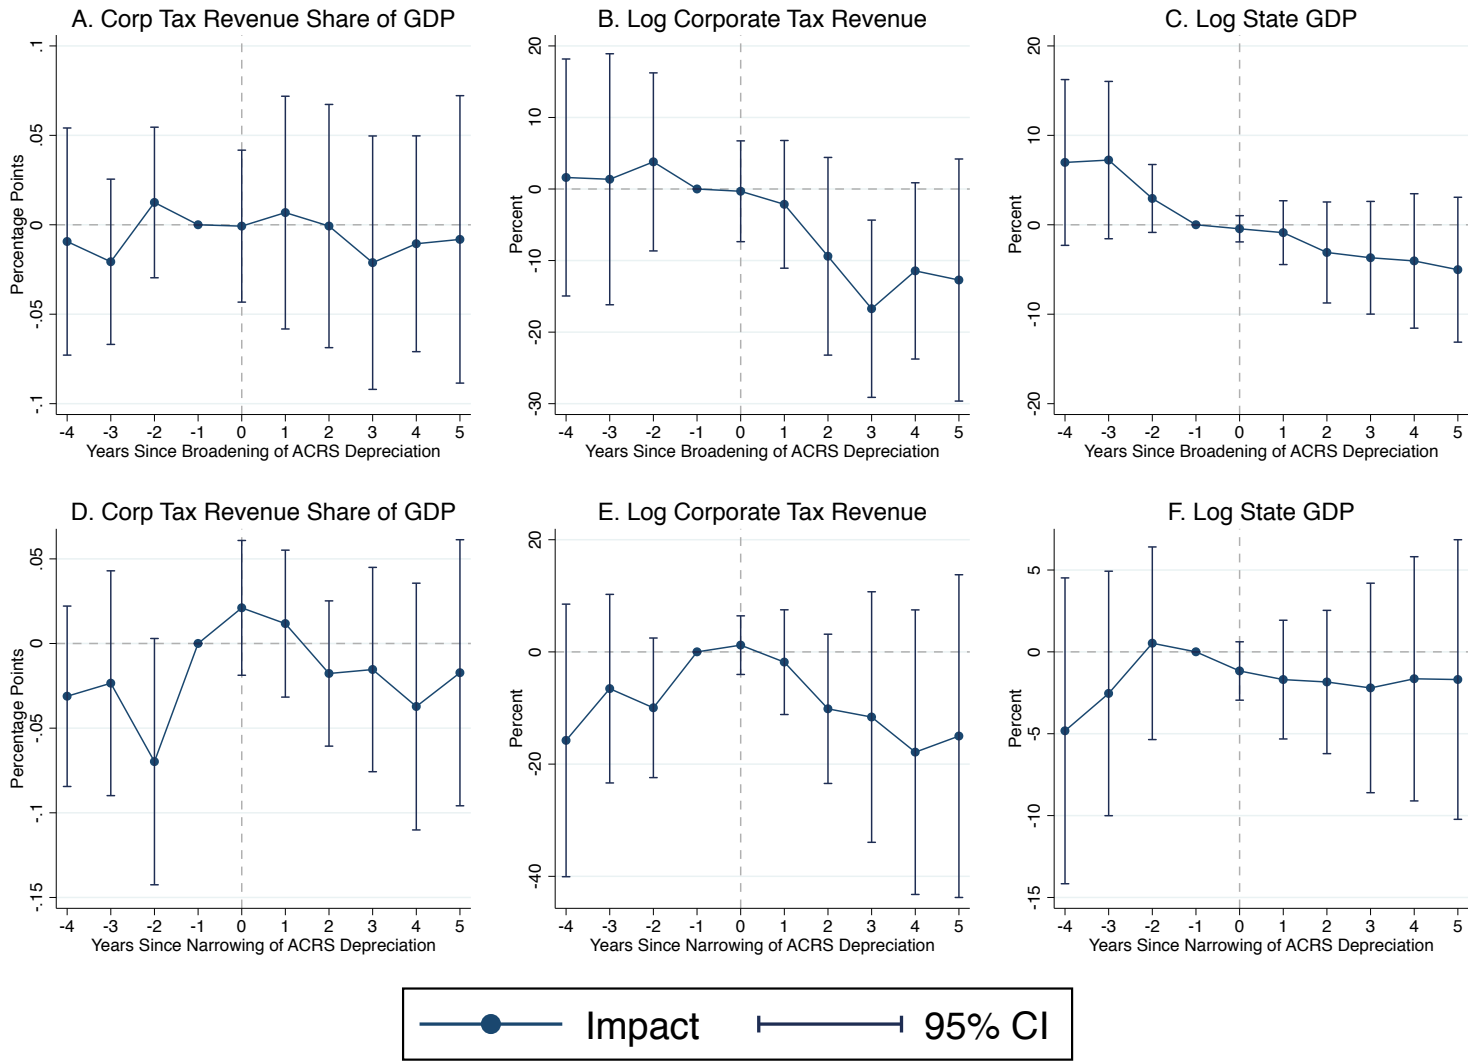 A. Corp Tax Revenue Share of GDP
Percentage Points
.1
.05
0
-.05
-.1
-4 -3 -2 -1 0 1 2 3 4 5
Years Since Broadening of ACRS Depreciation
B. Log Corporate Tax Revenue
Percent
20
10
0
-10
-20
-30
-4 -3 -2 -1 0 1 2 3 4 5
Years Since Broadening of ACRS Depreciation
C. Log State GDP
Percent
20
10
0
-10
-20
-4 -3 -2 -1 0 1 2 3 4 5
Years Since Broadening of ACRS Depreciation
D. Corp Tax Revenue Share of GDP
Percentage Points
.05
0
-.05
-.1
-.15
-4 -3 -2 -1 0 1 2 3 4 5
Years Since Narrowing of ACRS Depreciation
E. Log Corporate Tax Revenue
Percent
20
0
-20
-40
-4 -3 -2 -1 0 1 2 3 4 5
Years Since Narrowing of ACRS Depreciation
F. Log State GDP
Percent
5
0
-5
-10
-15
-4 -3 -2 -1 0 1 2 3 4 5
Years Since Narrowing of ACRS Depreciation
Impact 95% CI